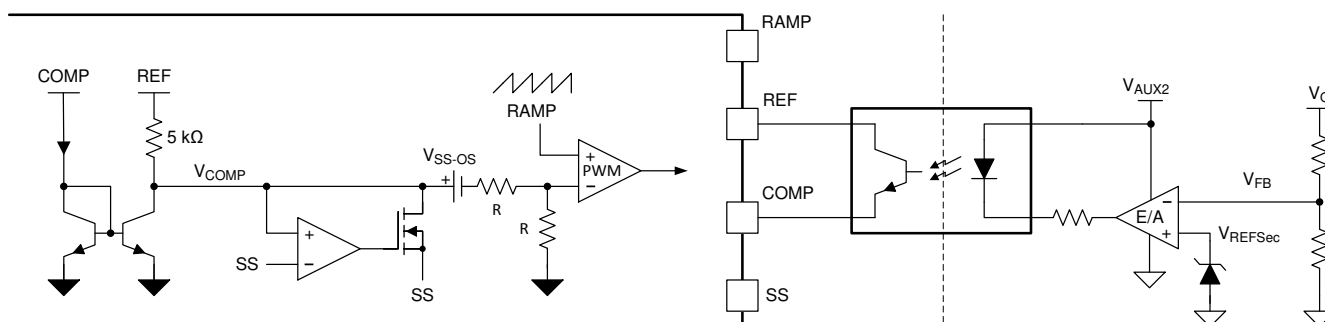 RAMP
COMP
REF
RAMP
5 kΩ
VSS-OS
VCOMP
R
R
+
PWM
−
+
−
SS
SS
+
REF
COMP
SS
VAUX2
VFB
E/A
−
+
VREFSec